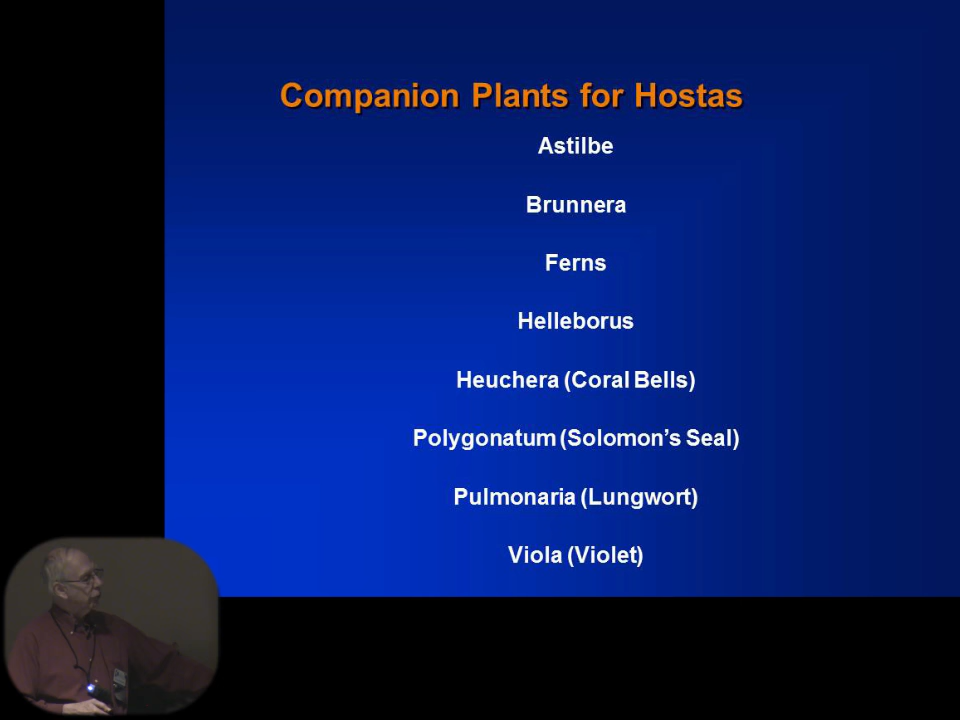 Companion Plants for Hostas
Astilbe
Brunnera
Ferns
Helleborus
Heuchera (Coral Bells)
Polygonatum (Solomon’s Seal)
Pulmonaria (Lungwort)
Viola (Violet)